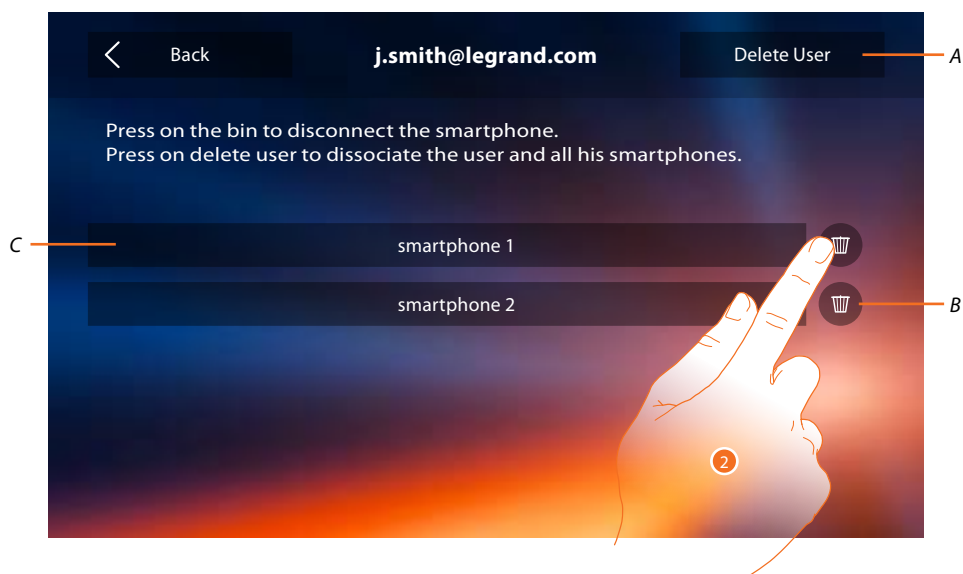 Back
j.smith@legrand.com
Delete User
A
Press on the bin to disconnect the smartphone.
Press on delete user to dissociate the user and all his smartphones.
C
smartphone 1
smartphone 2
B
2